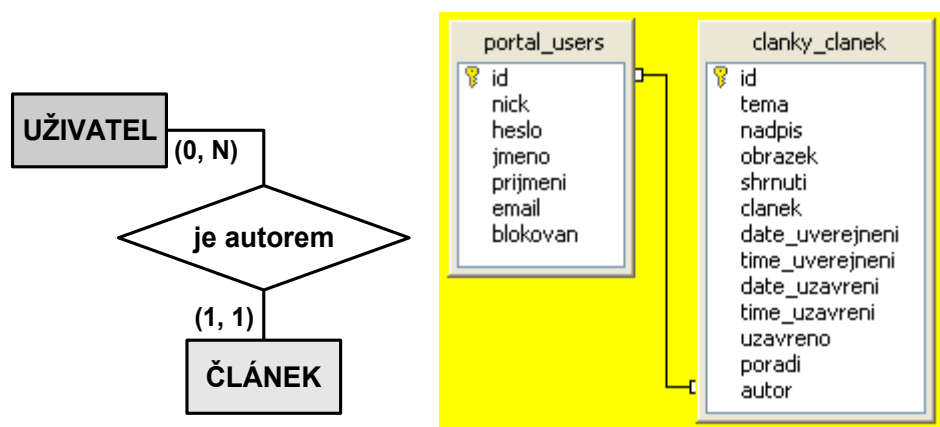 UŽIVATEL
(0, N)
je autorem
(1, 1)
ČLÁNEK
portal_users
id
nick
heslo
jmeno
prijmeni
email
blokovan
clanky_clanek
id
tema
nadpis
obrazek
shrnuti
clanek
date_uverejneni
time_uverejneni
date_uzavreni
time_uzavreni
uzavreno
poradi
autor